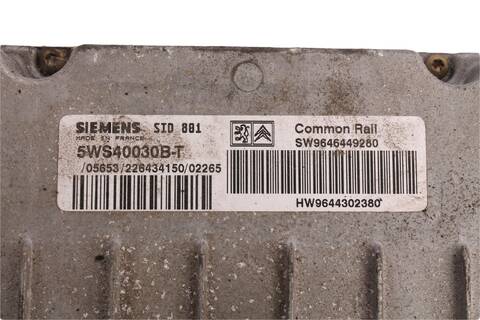 SIEMENS SID 801
MADE IN FRANCE
5WS40030B-T
/05653/226434150/02265
Common Rail
SW9646449280
HW9644302380